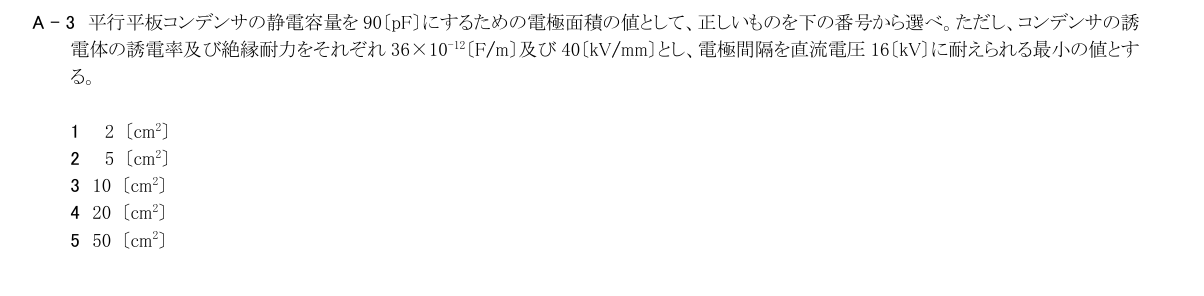 A－3 平行平板コンデンサの静電容量を 90〔pF〕にするための電極面積の値として、正しいものを下の番号から選べ。ただし、コンデンサの誘
電体の誘電率及び絶縁耐力をそれぞれ 36×10⁻¹²〔F/m〕及び 40〔kV/mm〕とし、電極間隔を直流電圧 16〔kV〕に耐えられる最小の値とす
る。
1 2 〔cm²〕
2 5 〔cm²〕
3 10 〔cm²〕
4 20 〔cm²〕
5 50 〔cm²〕